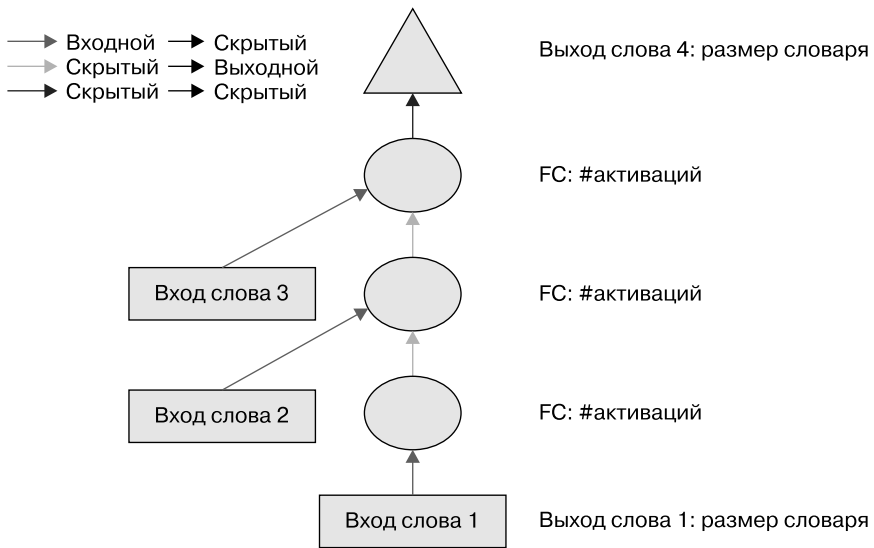 Входной Скрытый
Скрытый Выходной
Скрытый Скрытый
Выход слова 4: размер словаря
FC: #активаций
Вход слова 3
FC: #активаций
Вход слова 2
FC: #активаций
Вход слова 1
Выход слова 1: размер словаря